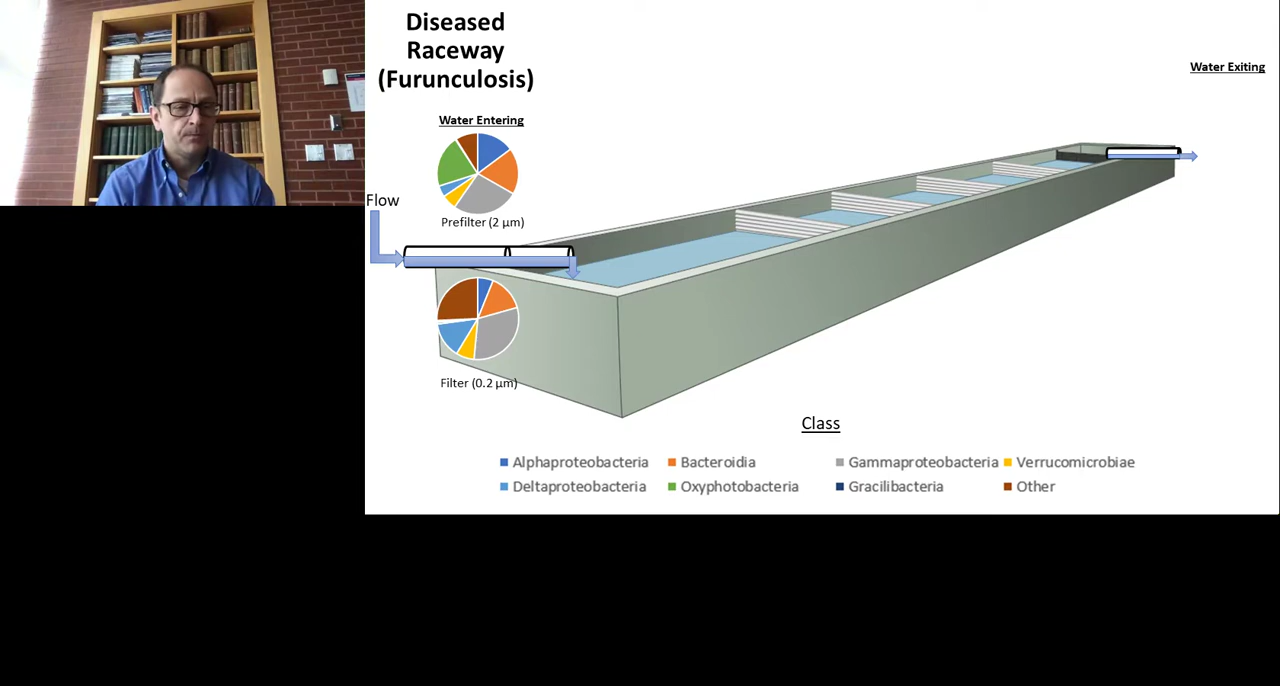 Diseased
Raceway
(Furunculosis)
Water Exiting
Water Entering
Prefilter (2 µm)
Flow
Filter (0.2 µm)
Class
Alphaproteobacteria Bacteroidia Gammaproteobacteria Verrucomicrobiae
Deltaproteobacteria Oxyphotobacteria Gracilibacteria Other